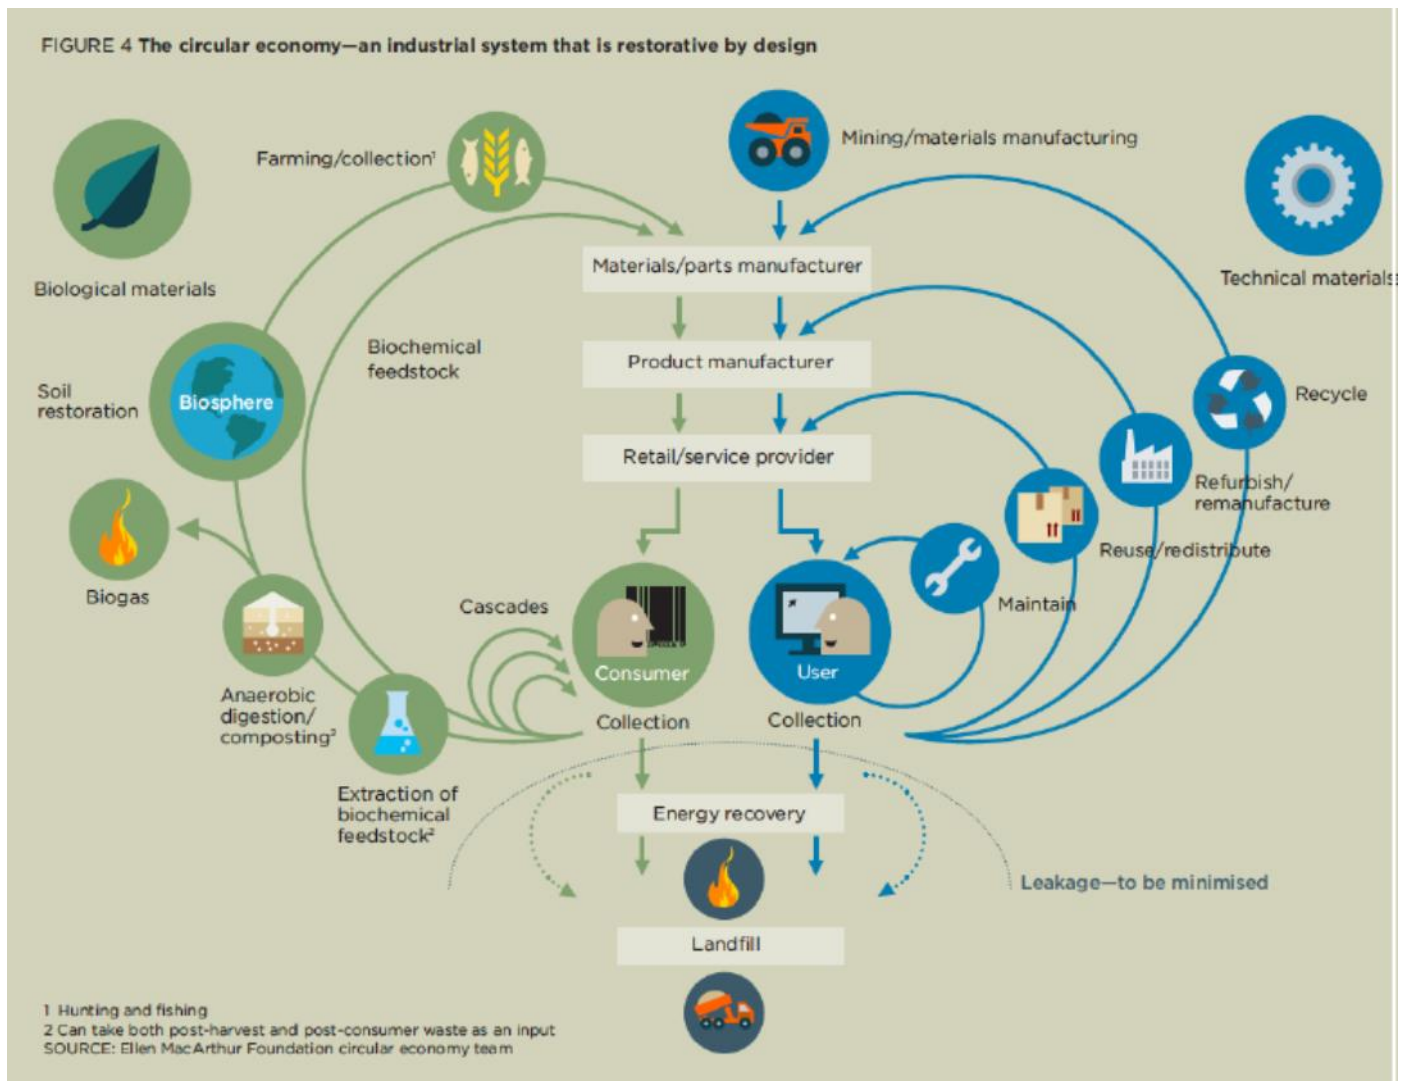 FIGURE 4 The circular economy—an industrial system that is restorative by design
Farming/collection¹
Mining/materials manufacturing
Biological materials
Technical materials
Materials/parts manufacturer
Biochemical
feedstock
Product manufacturer
Soil
restoration
Biosphere
Recycle
Retail/service provider
Refurbish/
remanufacture
Reuse/redistribute
Biogas
Cascades
Maintain
Consumer
User
Anaerobic
digestion/
composting²
Collection
Collection
Extraction of
biochemical
feedstock²
Energy recovery
Leakage—to be minimised
Landfill
1 Hunting and fishing
2 Can take both post-harvest and post-consumer waste as an input
SOURCE: Ellen MacArthur Foundation circular economy team